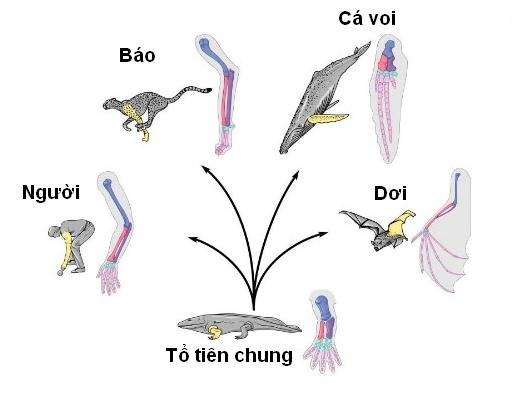 Cá voi
Báo
Người
Dơi
Tổ tiên chung